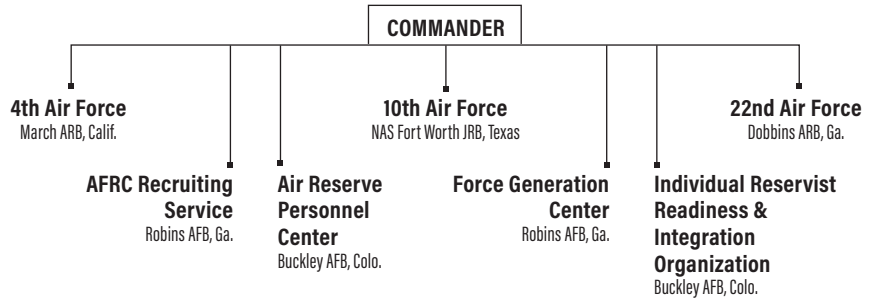 COMMANDER
4th Air Force
March ARB, Calif.
10th Air Force
NAS Fort Worth JRB, Texas
22nd Air Force
Dobbins ARB, Ga.
AFRC Recruiting
Service
Robins AFB, Ga.
Air Reserve
Personnel
Center
Buckley AFB, Colo.
Force Generation
Center
Robins AFB, Ga.
Individual Reservist
Readiness &
Integration
Organization
Buckley AFB, Colo.